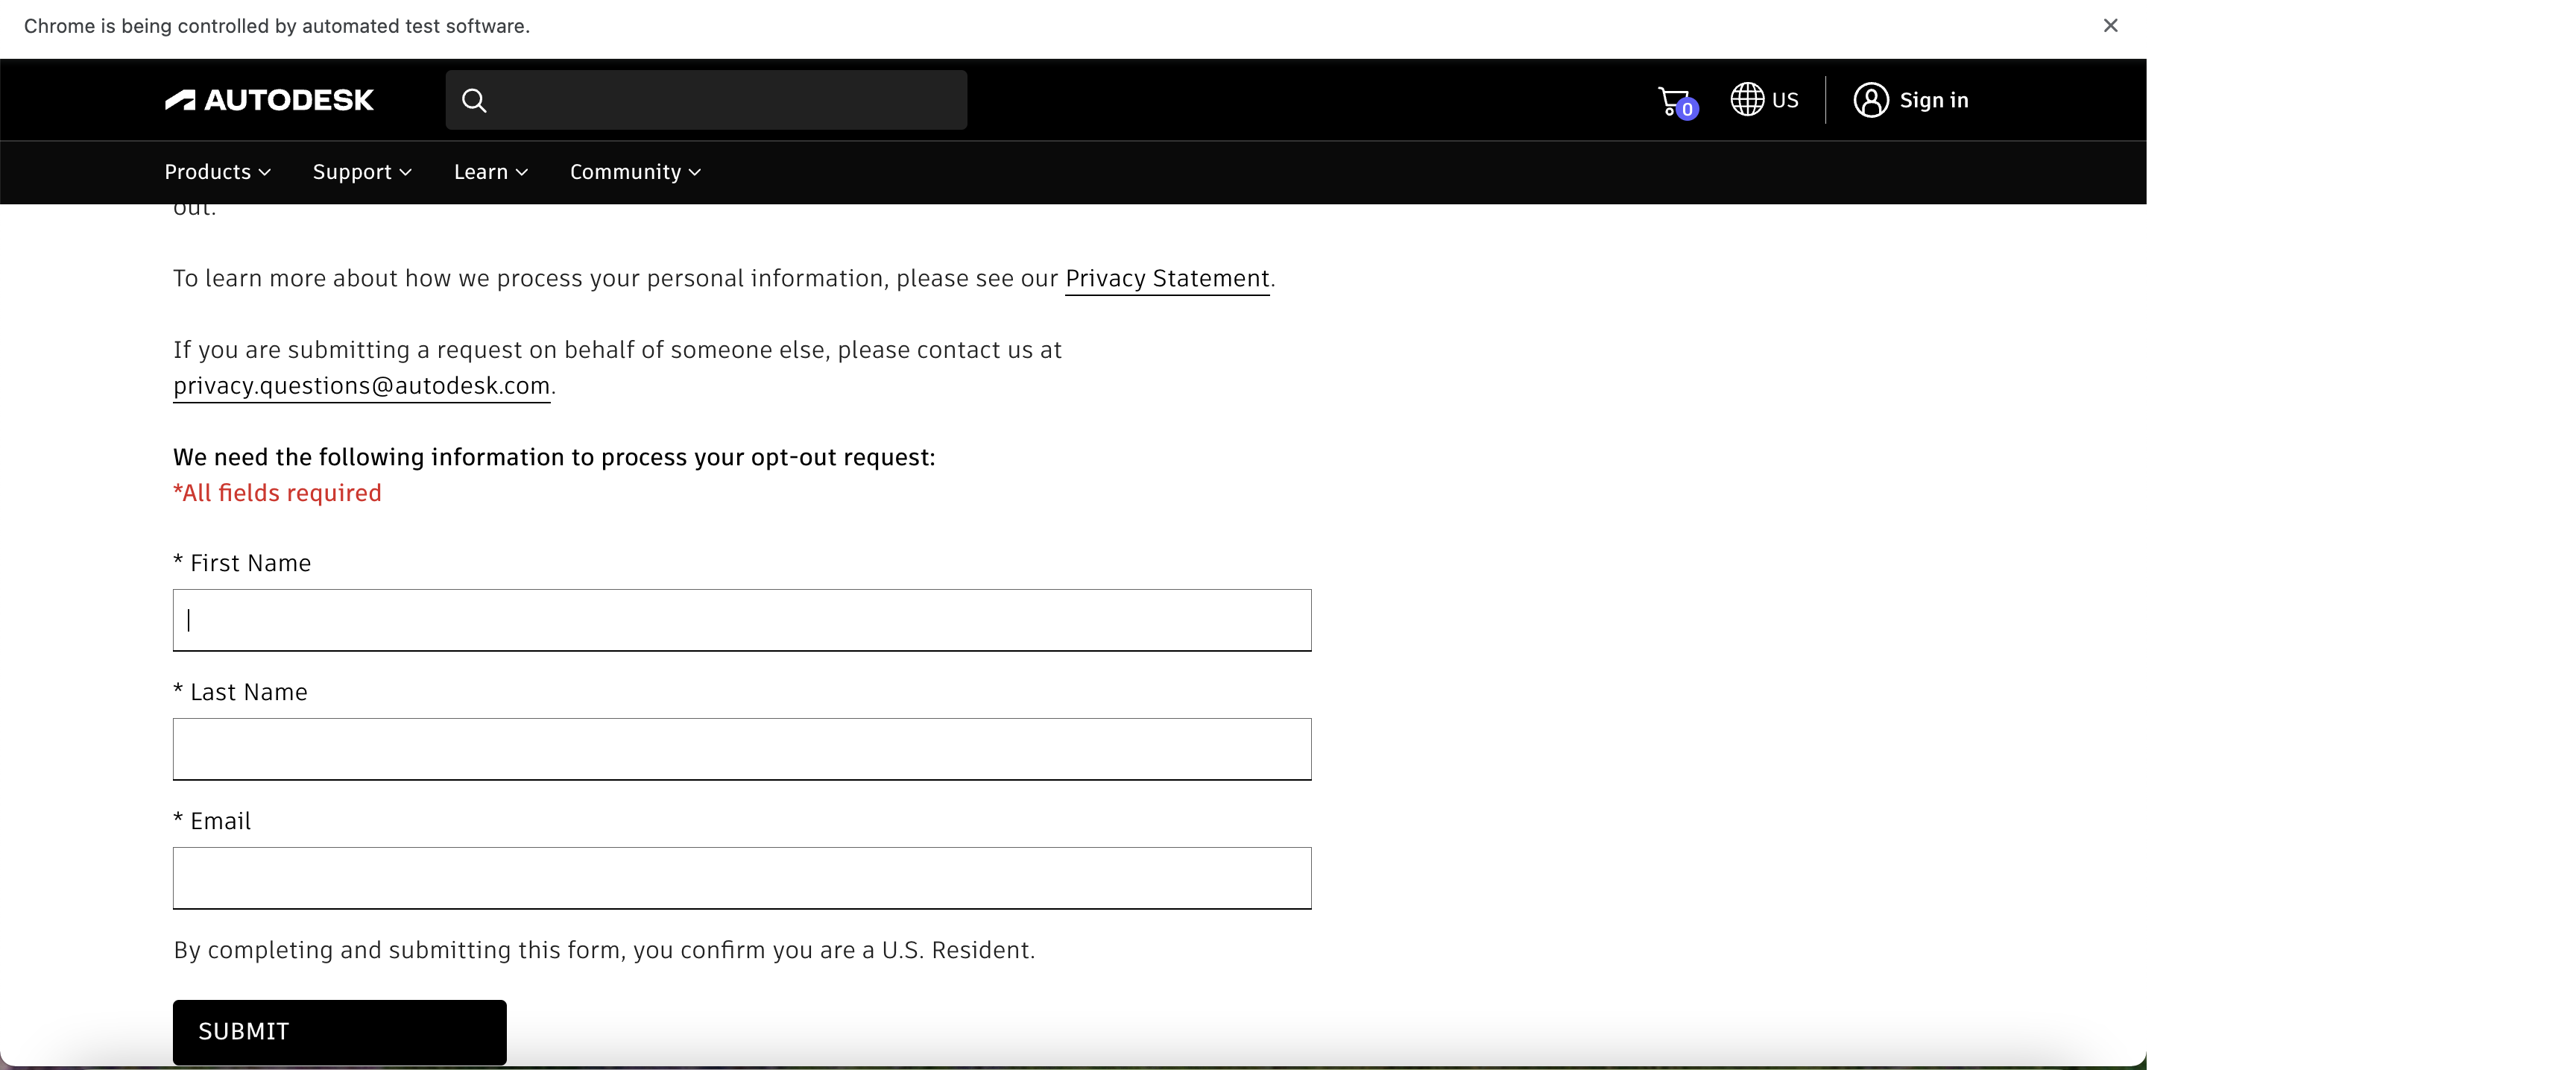 Chrome is being controlled by automated test software.
AUTODESK
0
US
Sign in
Products
Support
Learn
Community
out.
To learn more about how we process your personal information, please see our Privacy Statement.
If you are submitting a request on behalf of someone else, please contact us at
privacy.questions@autodesk.com.
We need the following information to process your opt-out request:
*All fields required
* First Name
* Last Name
* Email
By completing and submitting this form, you confirm you are a U.S. Resident.
SUBMIT